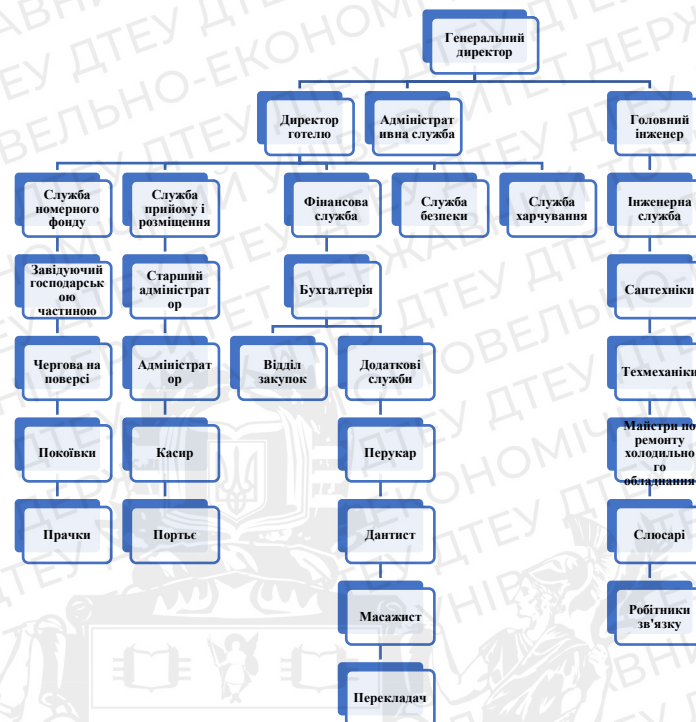 Генеральний
директор
Директор
готелю
Адміністрат
ивна служба
Головний
інженер
Служба
номерного
фонду
Служба
прийому і
розміщення
Фінансова
служба
Служба
безпеки
Служба
харчування
Інженерна
служба
Завідуючий
господарськ
ою
частиною
Старший
адміністрат
ор
Бухгалтерія
Сантехніки
Чергова на
поверсі
Адміністрат
ор
Відділ
закупок
Додаткові
служби
Техмеханіки
Покоївки
Касир
Перукар
Майстри по
ремонту
холодильно
го
обладнання
Прачки
Портьє
Дантист
Слюсарі
Масажист
Робітники
зв'язку
Перекладач